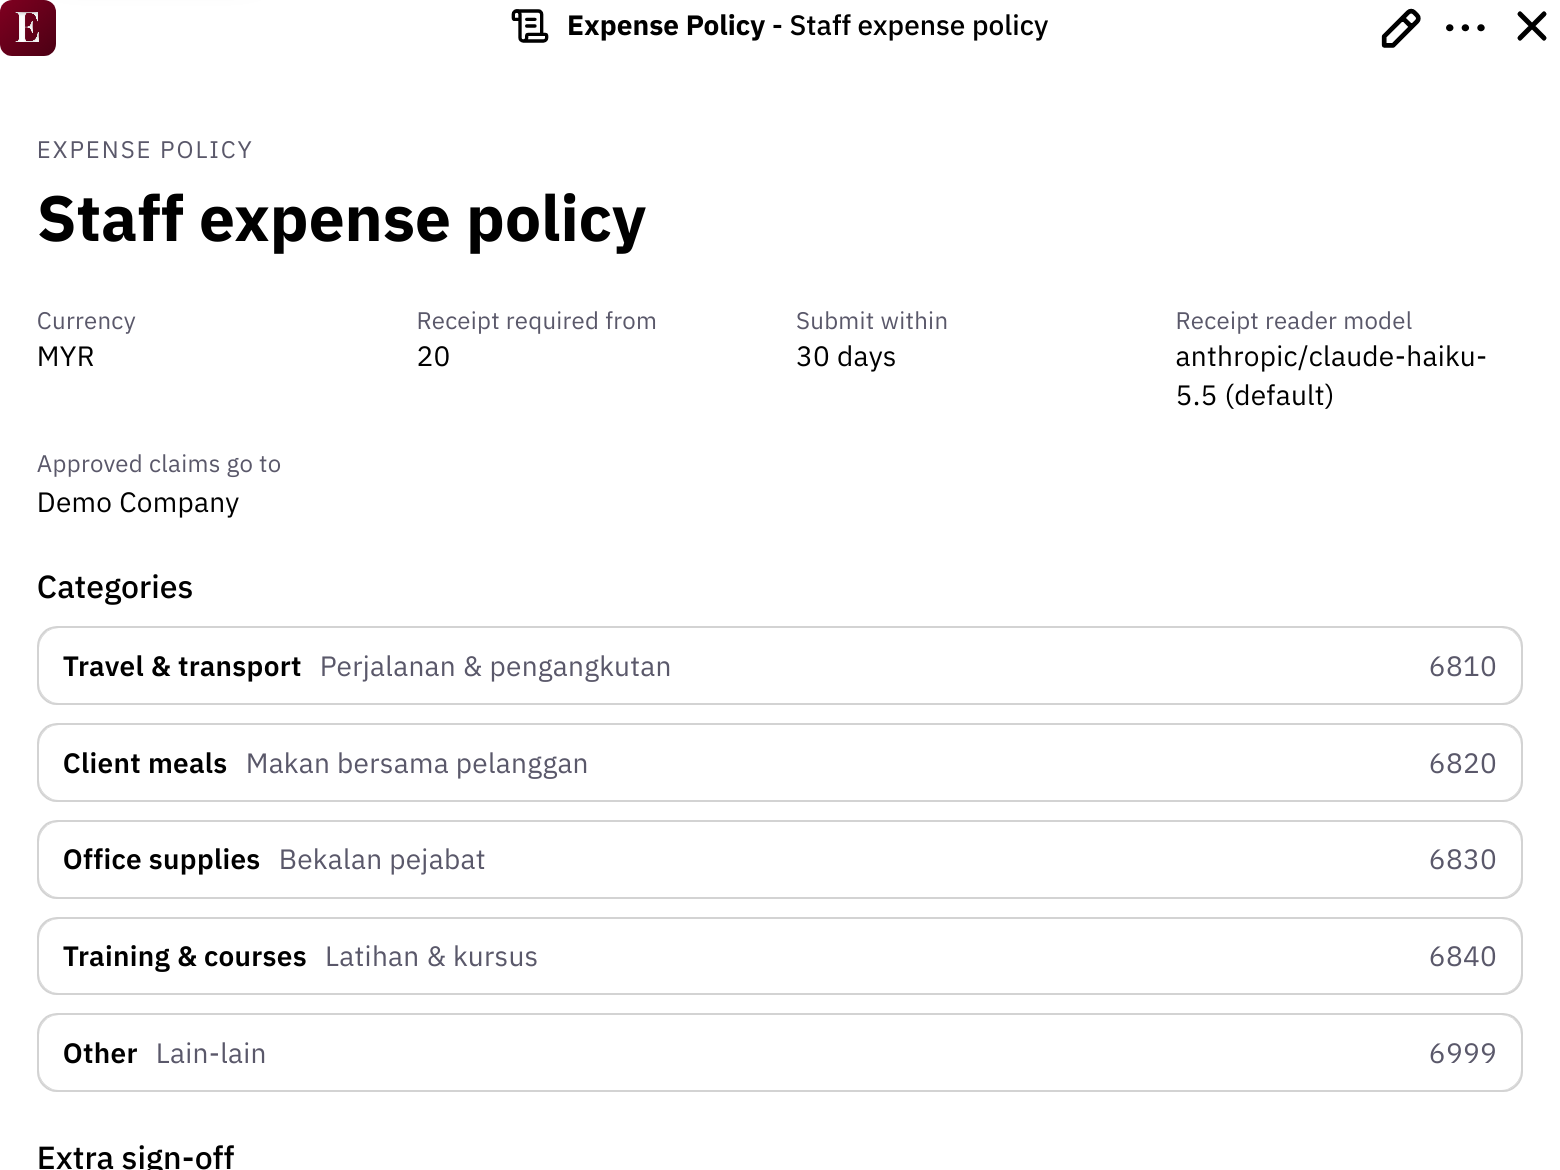 E
Expense Policy - Staff expense policy
EXPENSE POLICY
Staff expense policy
Currency
MYR
Receipt required from
20
Submit within
30 days
Receipt reader model
anthropic/claude-haiku-
5.5 (default)
Approved claims go to
Demo Company
Categories
Travel & transport Perjalanan & pengangkutan 6810
Client meals Makan bersama pelanggan 6820
Office supplies Bekalan pejabat 6830
Training & courses Latihan & kursus 6840
Other Lain-lain 6999
Extra sign-off